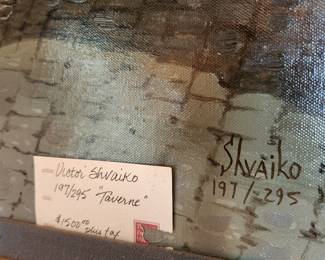 Victor Shvaiko
197/295 "Taverne"
$1500.00
plus tax
Shvaiko
197/-295